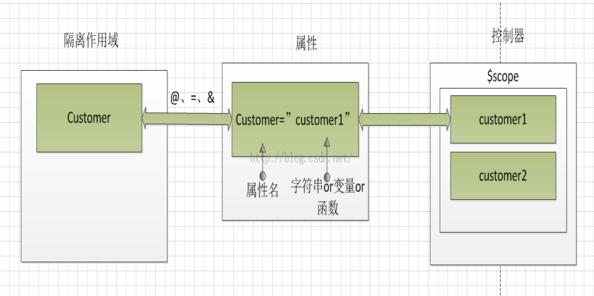 隔离作用域
属性
控制器
$scope
Customer
@、=、&
Customer=”customer1”
customer1
http://blog.csdn.net/
属性名
字符串or变量or
函数
customer2